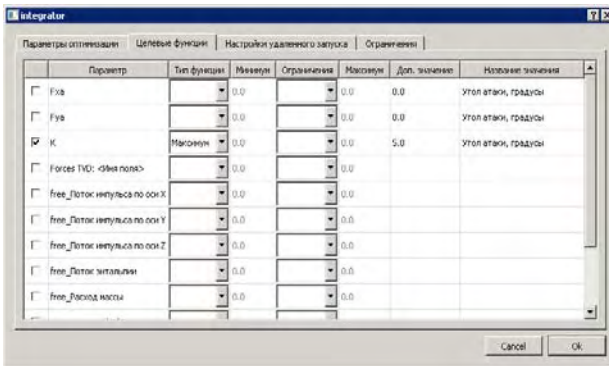 integrator
Параметры оптимизации Целевые функции Настройки удаленного запуска Ограничения
Параметр Тип функции Минимум Ограничения Максимум Доп. значение Название значения
Fxa 0.0 0.0 0.0 Угол атаки, градусы
Fya 0.0 0.0 0.0 Угол атаки, градусы
K Максимум 0.0 0.0 5.0 Угол атаки, градусы
Forces TVD: <Имя поля> 0.0 0.0
free_Поток импульса по оси X 0.0 0.0
free_Поток импульса по оси Y 0.0 0.0
free_Поток импульса по оси Z 0.0 0.0
free_Поток энтальпии 0.0 0.0
free_Расход массы 0.0 0.0
Cancel Ok